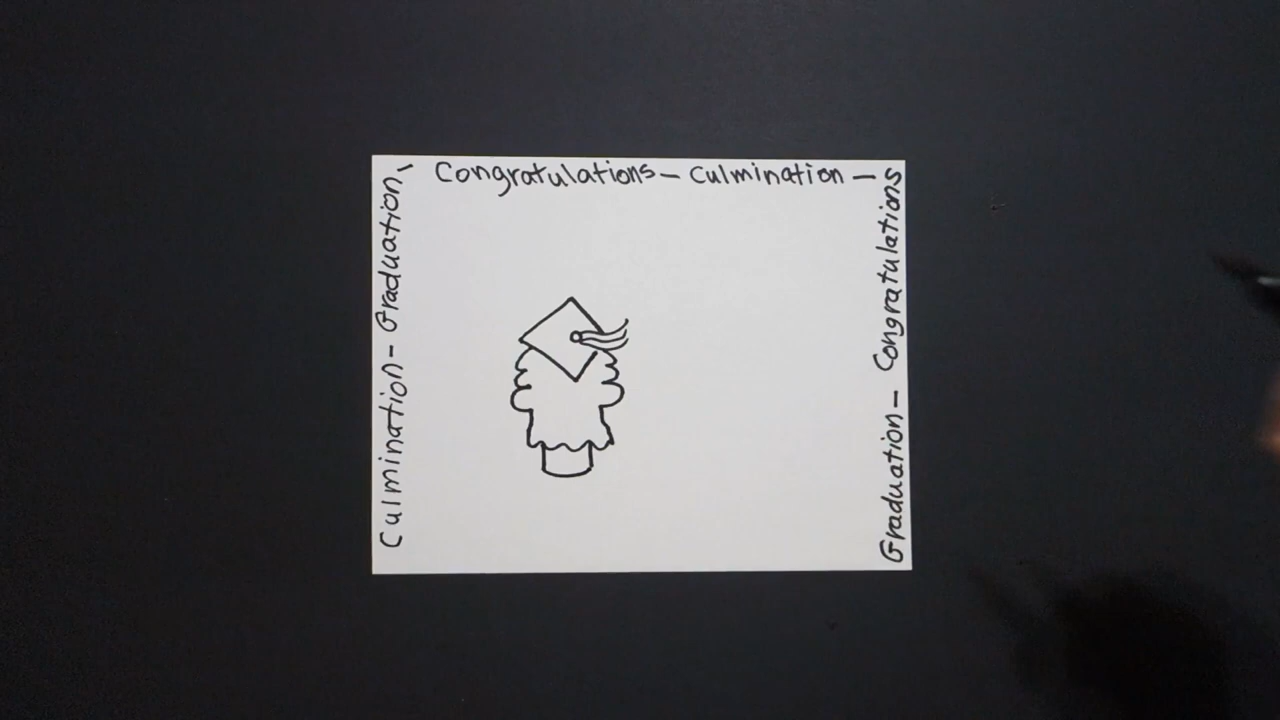 Culmination - Graduation -
Congratulations - Culmination -
Graduation - Congratulations